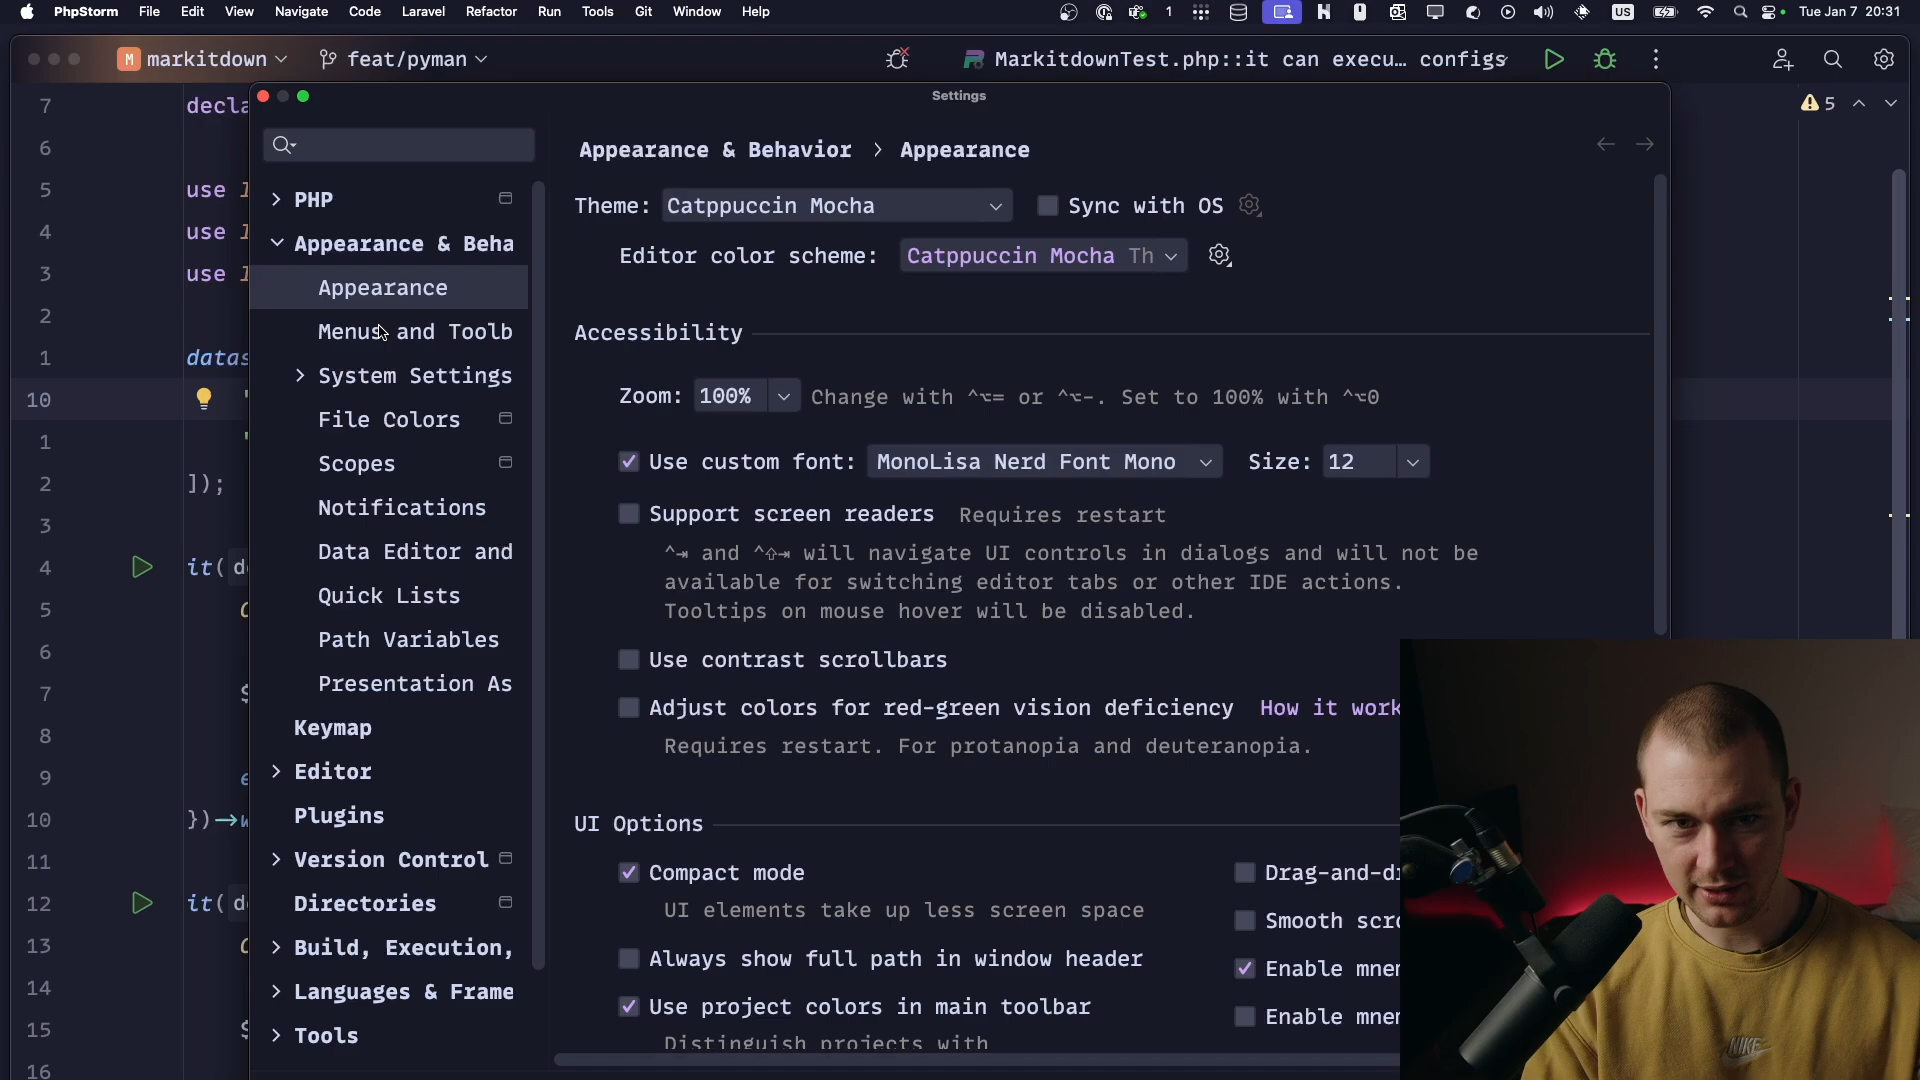 PhpStorm File Edit View Navigate Code Laravel Refactor Run Tools Git Window Help 1 US Tue Jan 7 20:31
M markitdown feat/pyman MarkitdownTest.php::it can execu... configs
5
Settings
7 decla
6
5 use I
4 use I
3 use I
2
1 datas
10 '
1 '
2 ]);
3
4 it( de
5
6
7 $
8
9 e
10 })→w
11
12 it( de
13
14
15 $
16
PHP
Appearance & Beha
Appearance
Menus and Toolb
System Settings
File Colors
Scopes
Notifications
Data Editor and
Quick Lists
Path Variables
Presentation As
Keymap
Editor
Plugins
Version Control
Directories
Build, Execution,
Languages & Frame
Tools
Appearance & Behavior › Appearance
Theme: Catppuccin Mocha Sync with OS
Editor color scheme: Catppuccin Mocha Th
Accessibility
Zoom: 100% Change with ^⌥= or ^⌥-. Set to 100% with ^⌥0
Use custom font: MonoLisa Nerd Font Mono Size: 12
Support screen readers Requires restart
^⇥ and ^⇧⇥ will navigate UI controls in dialogs and will not be
available for switching editor tabs or other IDE actions.
Tooltips on mouse hover will be disabled.
Use contrast scrollbars
Adjust colors for red-green vision deficiency How it work
Requires restart. For protanopia and deuteranopia.
UI Options
Compact mode Drag-and-dr
UI elements take up less screen space
Smooth scro
Always show full path in window header
Enable mnem
Use project colors in main toolbar
Enable mnem
Distinguish projects with
NIKE